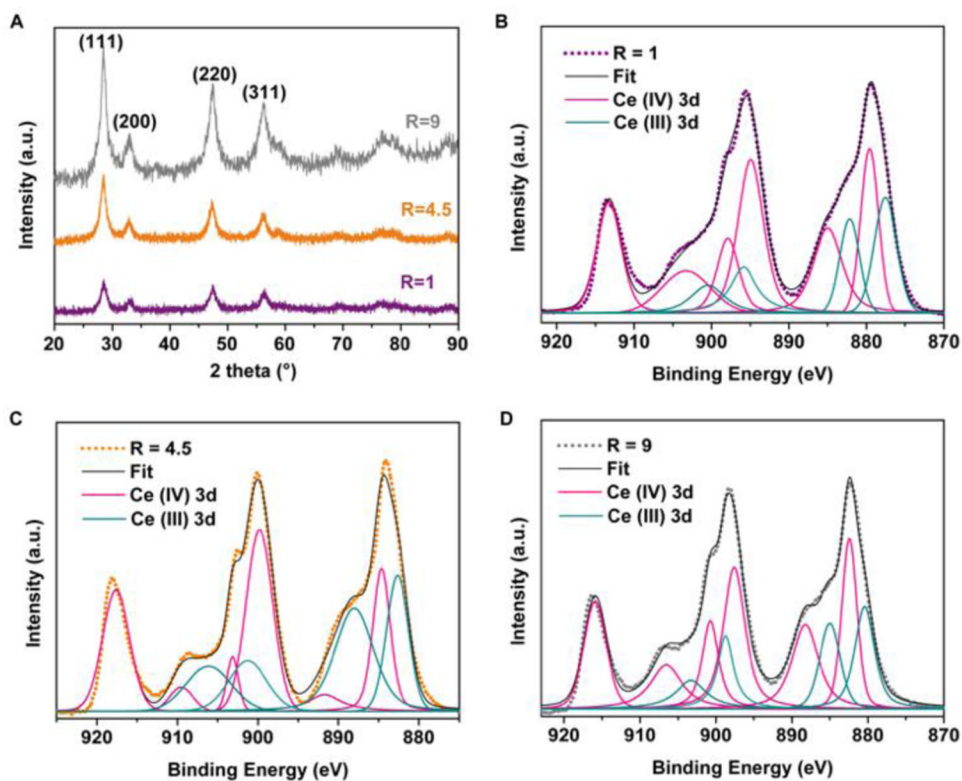 A
(111)
(200)
(220)
(311)
R=9
R=4.5
R=1
Intensity (a.u.)
20 30 40 50 60 70 80 90
2 theta (°)
B
R = 1
Fit
Ce (IV) 3d
Ce (III) 3d
Intensity (a.u.)
920 910 900 890 880 870
Binding Energy (eV)
C
R = 4.5
Fit
Ce (IV) 3d
Ce (III) 3d
Intensity (a.u.)
920 910 900 890 880
Binding Energy (eV)
D
R = 9
Fit
Ce (IV) 3d
Ce (III) 3d
Intensity (a.u.)
920 910 900 890 880 870
Binding Energy (eV)